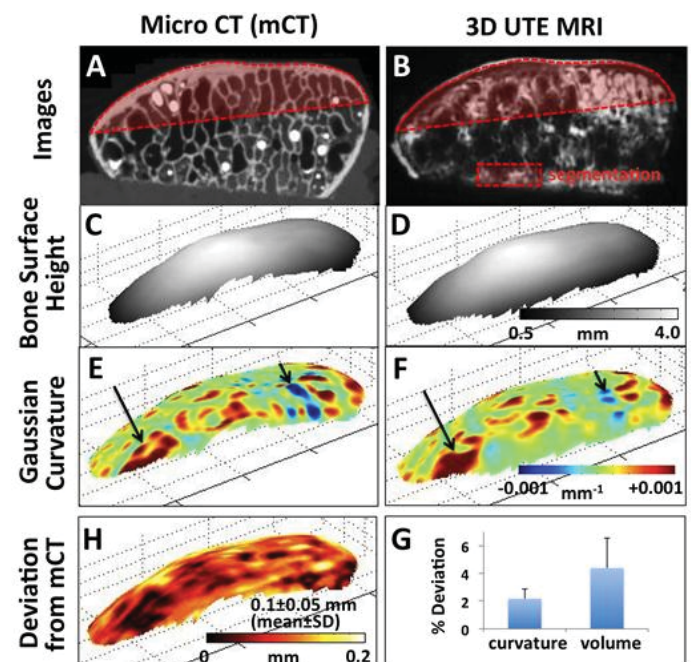 Micro CT (mCT)
3D UTE MRI
Images
A
B
segmentation
Bone Surface
Height
C
D
0.5 mm 4.0
Gaussian
Curvature
E
F
-0.001 mm-1 +0.001
Deviation
from mCT
H
0.1±0.05 mm
(mean±SD)
0 mm 0.2
G
% Deviation
6
4
2
0
curvature volume